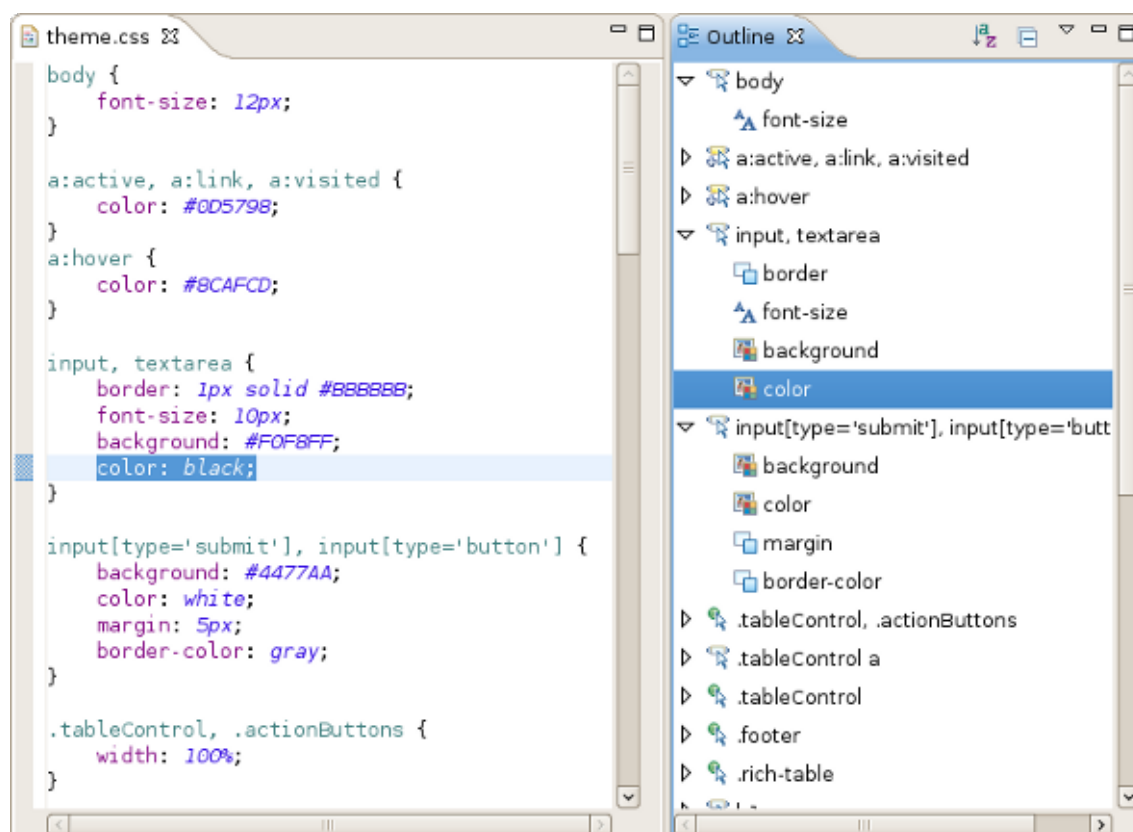 theme.css
body {
font-size: 12px;
}
a:active, a:link, a:visited {
color: #0D5798;
}
a:hover {
color: #8CAFCD;
}
input, textarea {
border: 1px solid #BBBBBB;
font-size: 10px;
background: #F0F8FF;
color: black;
}
input[type='submit'], input[type='button'] {
background: #4477AA;
color: white;
margin: 5px;
border-color: gray;
}
.tableControl, .actionButtons {
width: 100%;
}
Outline
body
font-size
a:active, a:link, a:visited
a:hover
input, textarea
border
font-size
background
color
input[type='submit'], input[type='butt
background
color
margin
border-color
.tableControl, .actionButtons
.tableControl a
.tableControl
.footer
.rich-table